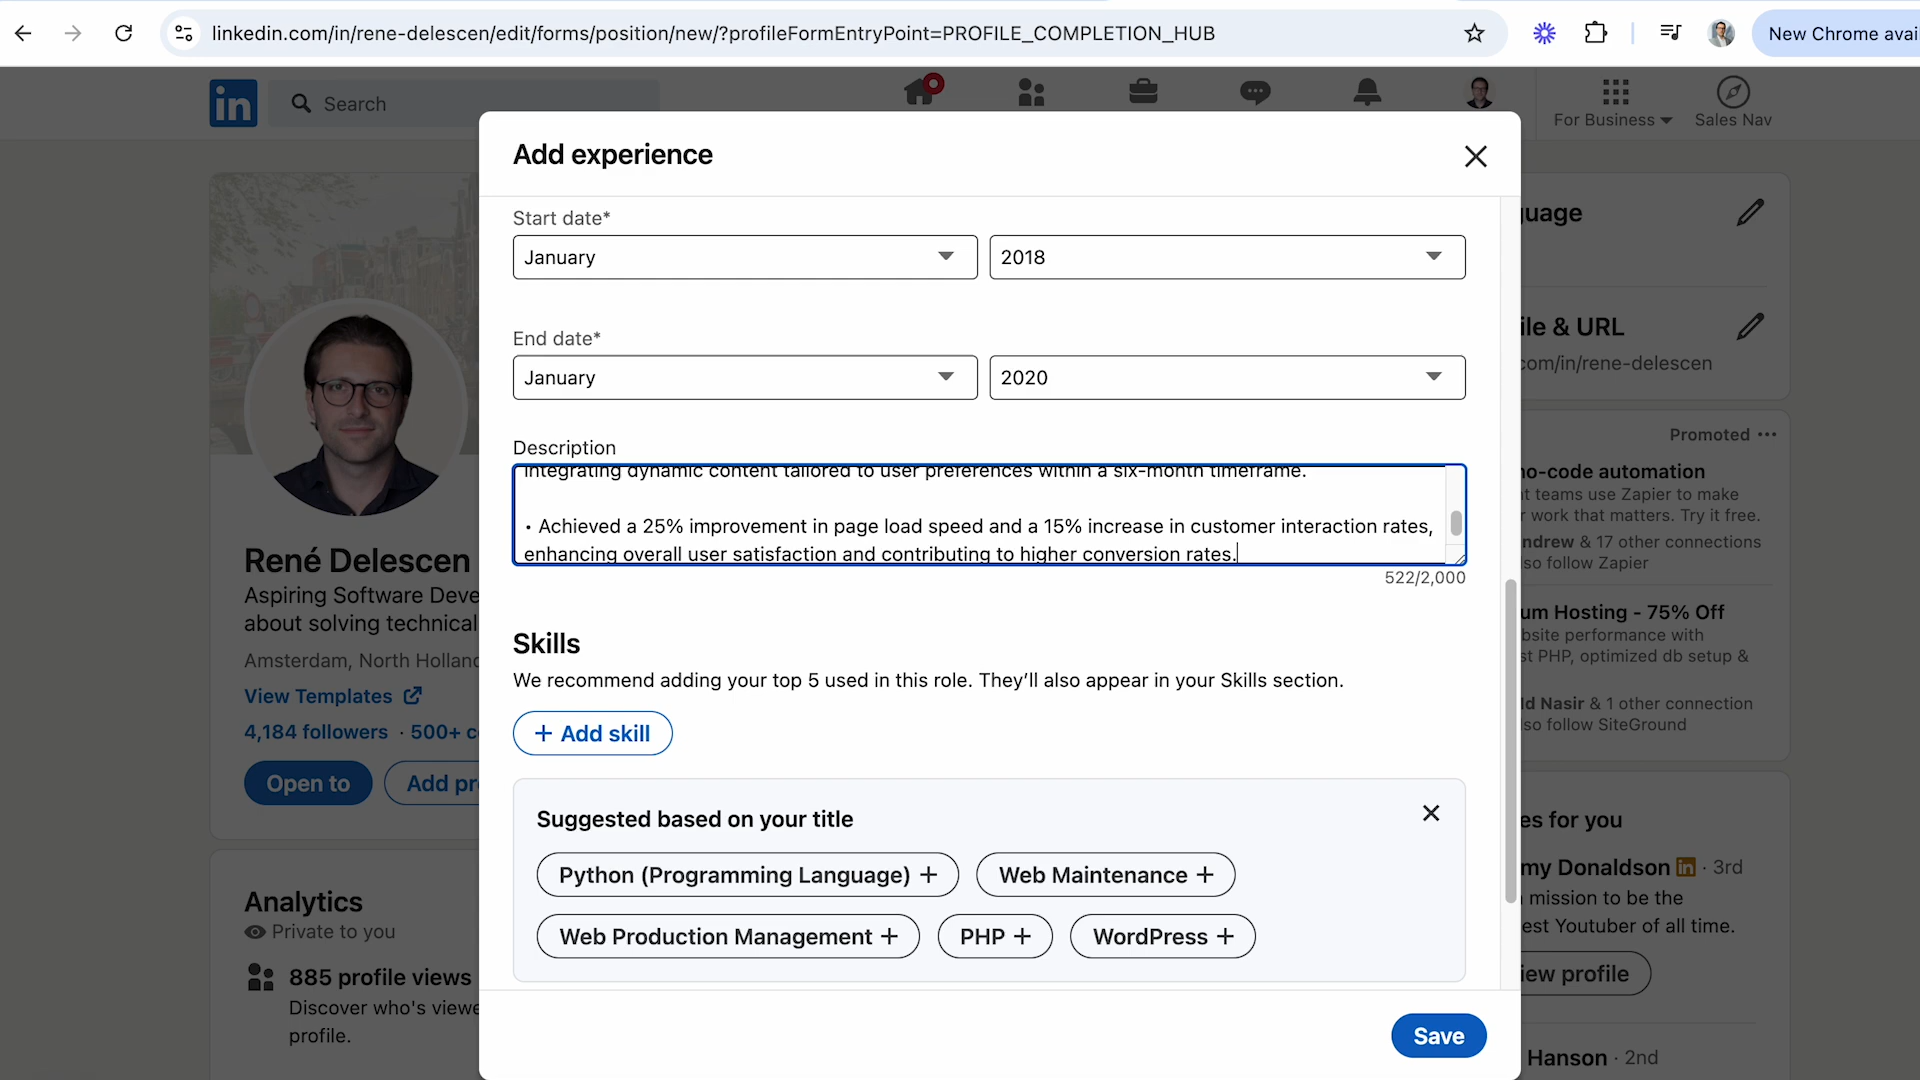 linkedin.com/in/rene-delescen/edit/forms/position/new/?profileFormEntryPoint=PROFILE_COMPLETION_HUB
New Chrome avai
in
Search
For Business
Sales Nav
Add experience
Start date*
January
2018
End date*
January
2020
Description
integrating dynamic content tailored to user preferences within a six-month timeframe.
• Achieved a 25% improvement in page load speed and a 15% increase in customer interaction rates,
enhancing overall user satisfaction and contributing to higher conversion rates.
522/2,000
Skills
We recommend adding your top 5 used in this role. They’ll also appear in your Skills section.
+ Add skill
Suggested based on your title
Python (Programming Language) +
Web Maintenance +
Web Production Management +
PHP +
WordPress +
Save
René Delescen
Aspiring Software Deve
about solving technical
Amsterdam, North Holland
View Templates
4,184 followers · 500+ c
Open to
Add pr
Analytics
Private to you
885 profile views
Discover who's viewe
profile.
guage
ile & URL
com/in/rene-delescen
Promoted
no-code automation
t teams use Zapier to make
work that matters. Try it free.
ndrew & 17 other connections
so follow Zapier
um Hosting - 75% Off
bsite performance with
st PHP, optimized db setup &
ld Nasir & 1 other connection
so follow SiteGround
es for you
my Donaldson in · 3rd
mission to be the
est Youtuber of all time.
iew profile
Hanson · 2nd